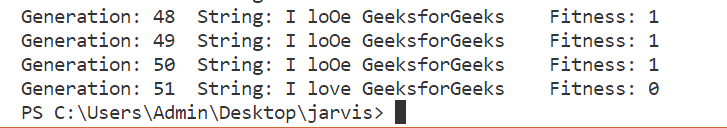 Generation: 48  String: I loOe GeeksforGeeks    Fitness: 1
Generation: 49  String: I loOe GeeksforGeeks    Fitness: 1
Generation: 50  String: I loOe GeeksforGeeks    Fitness: 1
Generation: 51  String: I love GeeksforGeeks    Fitness: 0
PS C:\Users\Admin\Desktop\jarvis>